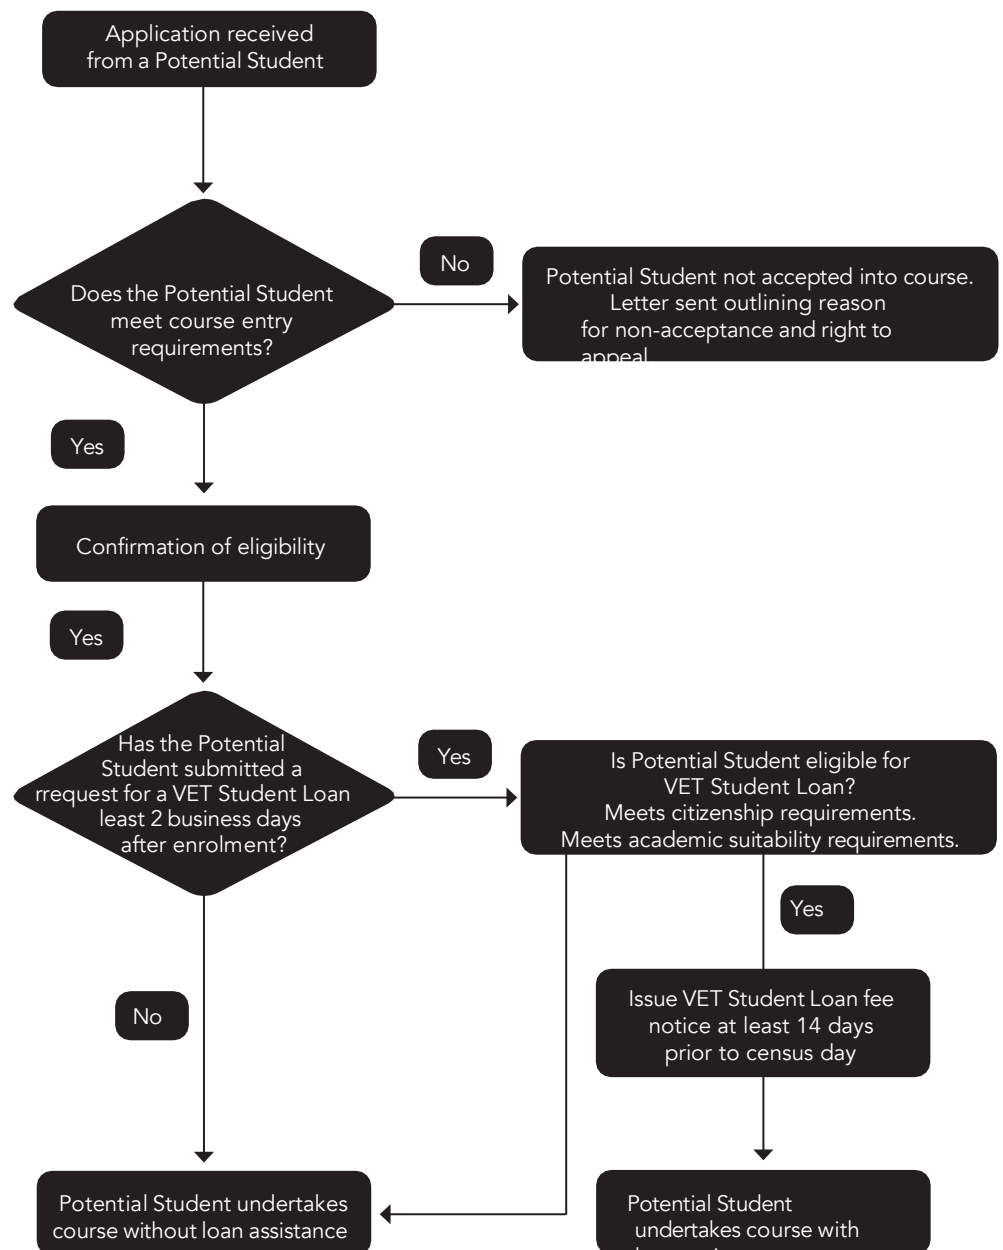 Application received
from a Potential Student
No
Potential Student not accepted into course.
Letter sent outlining reason
for non-acceptance and right to
appeal
Does the Potential Student
meet course entry
requirements?
Yes
Confirmation of eligibility
Yes
Has the Potential
Student submitted a
rrequest for a VET Student Loan
least 2 business days
after enrolment?
Yes
Is Potential Student eligible for
VET Student Loan?
Meets citizenship requirements.
Meets academic suitability requirements.
Yes
No
Issue VET Student Loan fee
notice at least 14 days
prior to census day
Potential Student undertakes
course without loan assistance
Potential Student
undertakes course with